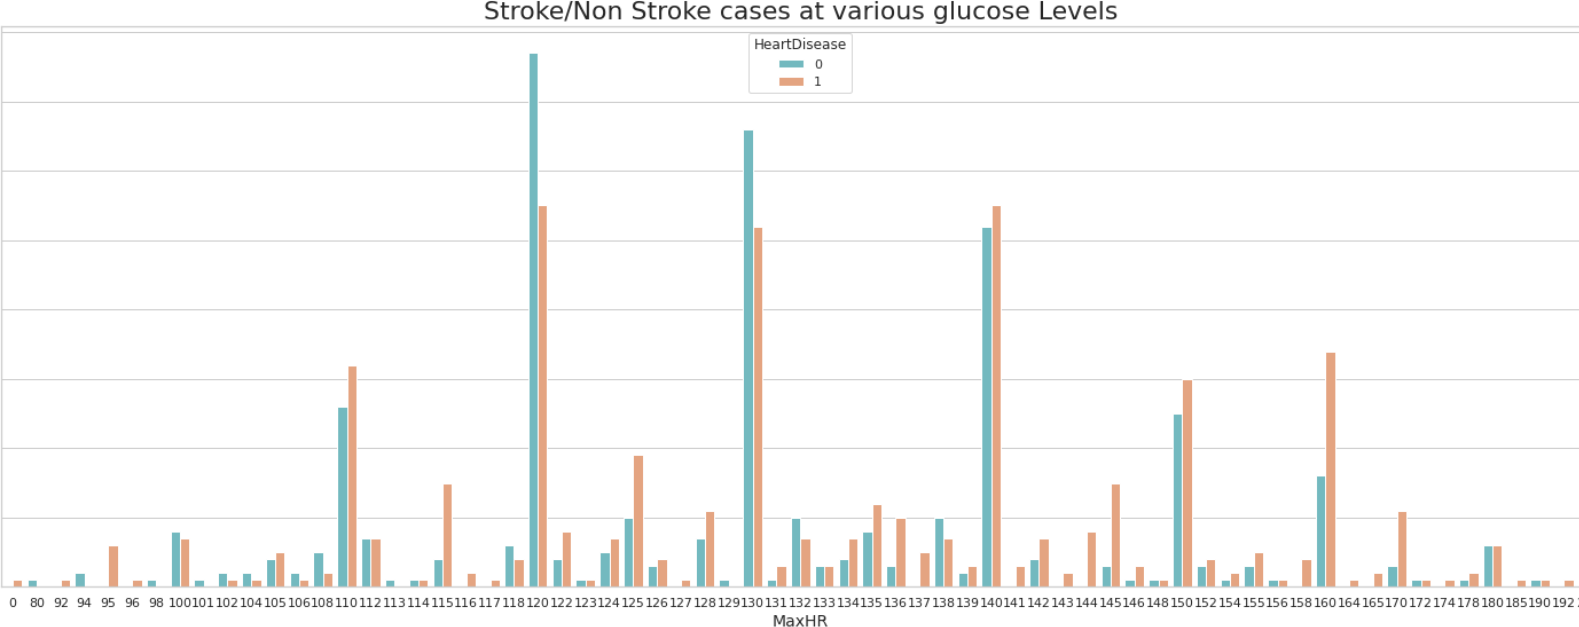 Stroke/Non Stroke cases at various glucose Levels
HeartDisease
0
1
0 80 92 94 95 96 98 100 101 102 104 105 106 108 110 112 113 114 115 116 117 118 120 122 123 124 125 126 127 128 129 130 131 132 133 134 135 136 137 138 139 140 141 142 143 144 145 146 148 150 152 154 155 156 158 160 164 165 170 172 174 178 180 185 190 192
MaxHR